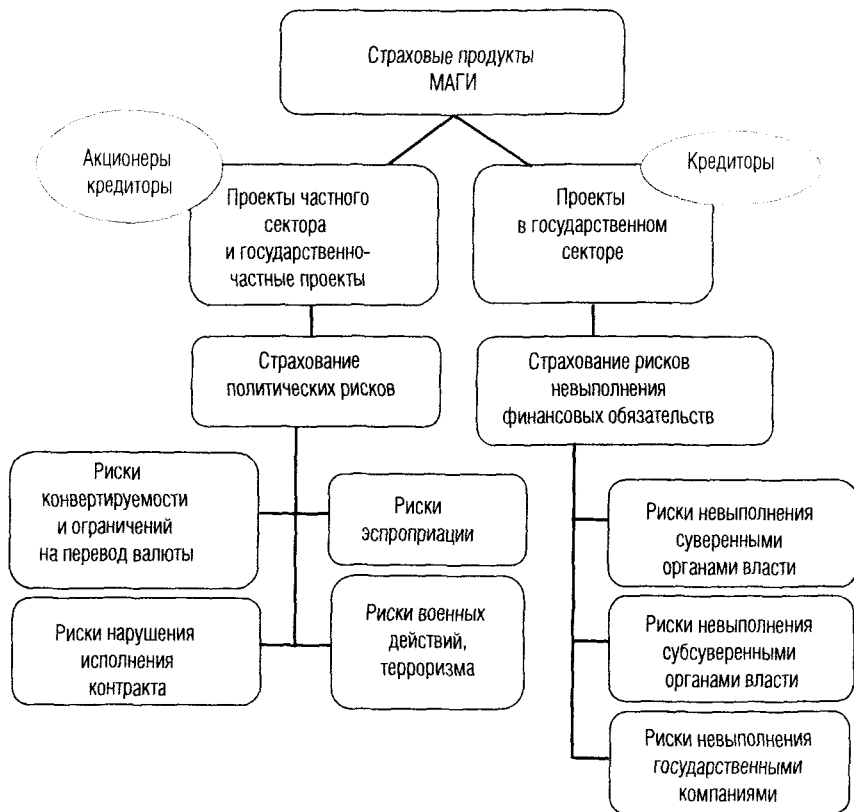 Страховые продукты
МАГИ
Акционеры
кредиторы
Кредиторы
Проекты частного
сектора
и государственно-
частные проекты
Проекты
в государственном
секторе
Страхование
политических рисков
Страхование рисков
невыполнения
финансовых обязательств
Риски
конвертируемости
и ограничений
на перевод валюты
Риски
эспроприации
Риски нарушения
исполнения
контракта
Риски военных
действий,
терроризма
Риски невыполнения
суверенными
органами власти
Риски невыполнения
субсуверенными
органами власти
Риски невыполнения
государственными
компаниями